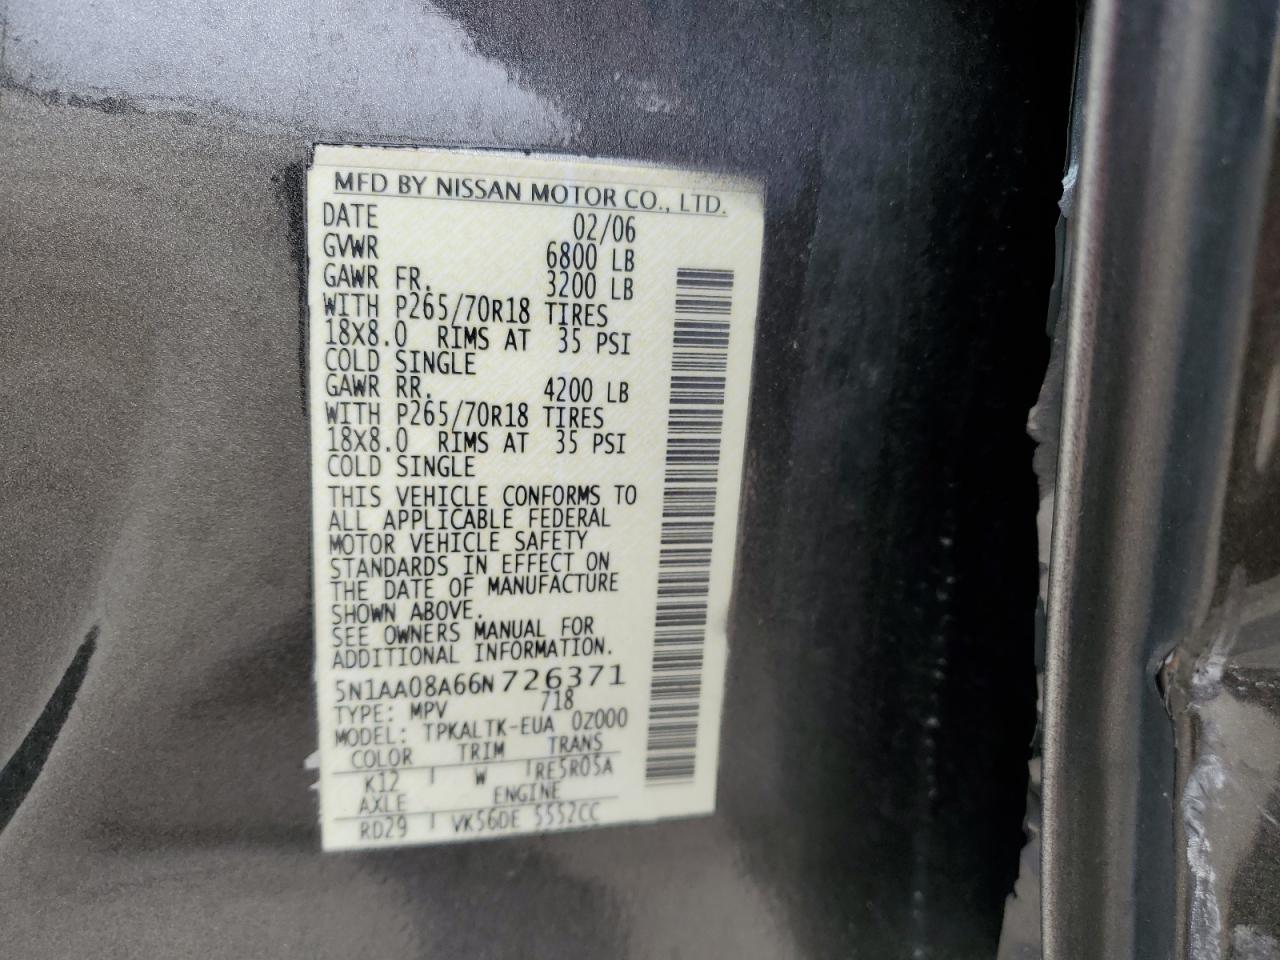 MFD BY NISSAN MOTOR CO., LTD.
DATE 02/06
GVWR 6800 LB
GAWR FR. 3200 LB
WITH P265/70R18 TIRES
18X8.0 RIMS AT 35 PSI
COLD SINGLE
GAWR RR. 4200 LB
WITH P265/70R18 TIRES
18X8.0 RIMS AT 35 PSI
COLD SINGLE
THIS VEHICLE CONFORMS TO
ALL APPLICABLE FEDERAL
MOTOR VEHICLE SAFETY
STANDARDS IN EFFECT ON
THE DATE OF MANUFACTURE
SHOWN ABOVE.
SEE OWNERS MANUAL FOR
ADDITIONAL INFORMATION.
5N1AA08A66N726371
TYPE: MPV 718
MODEL: TPKALTK-EUA 0Z000
COLOR TRIM TRANS
K12 W RE5R05A
AXLE ENGINE
RD29 VK56DE 5552CC